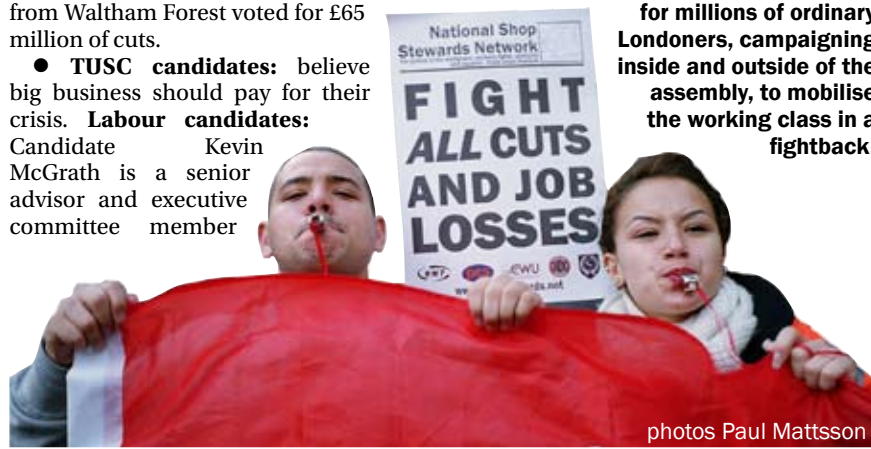 from Waltham Forest voted for £65
million of cuts.
● TUSC candidates: believe
big business should pay for their
crisis. Labour candidates:
Candidate Kevin
McGrath is a senior
advisor and executive
committee member
National Shop
Stewards Network
FIGHT
ALL CUTS
AND JOB
LOSSES
CWU
for millions of ordinary
Londoners, campaigning
inside and outside of the
assembly, to mobilise
the working class in a
fightback
photos Paul Mattsson